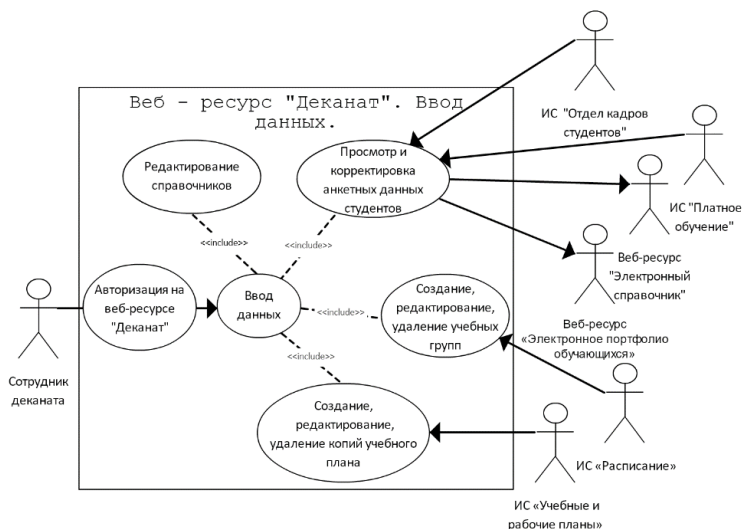 Веб - ресурс "Деканат". Ввод
данных.
ИС "Отдел кадров
студентов"
Редактирование
справочников
Просмотр и
корректировка
анкетных данных
студентов
ИС "Платное
обучение"
<<include>>
<<include>>
Веб-ресурс
"Электронный
справочник"
Авторизация на
веб-ресурсе
"Деканат"
Ввод
данных
<<include>>
Создание,
редактирование,
удаление учебных
групп
Веб-ресурс
«Электронное портфолио
обучающихся»
<<include>>
Сотрудник
деканата
Создание,
редактирование,
удаление копий учебного
плана
ИС «Расписание»
ИС «Учебные и
рабочие планы»